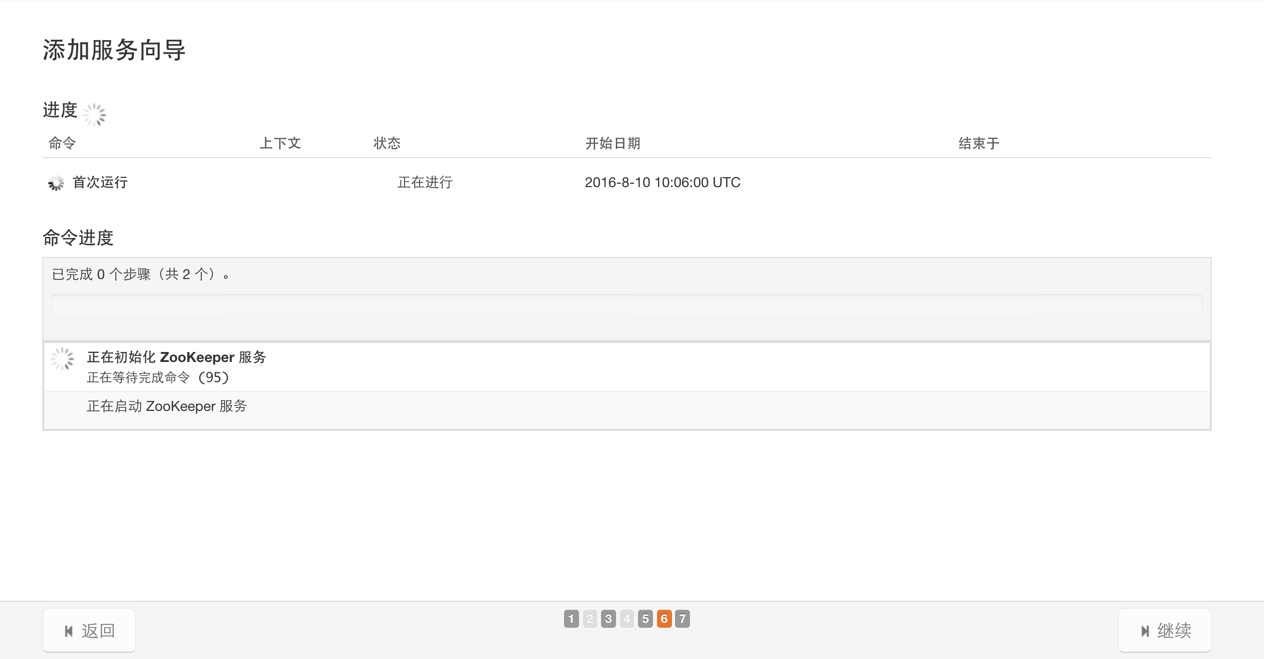 添加服务向导
进度
命令 上下文 状态 开始日期 结束于
首次运行 正在进行 2016-8-10 10:06:00 UTC
命令进度
已完成 0 个步骤（共 2 个）。
正在初始化 ZooKeeper 服务
正在等待完成命令（95）
正在启动 ZooKeeper 服务
返回 1 2 3 4 5 6 7 继续